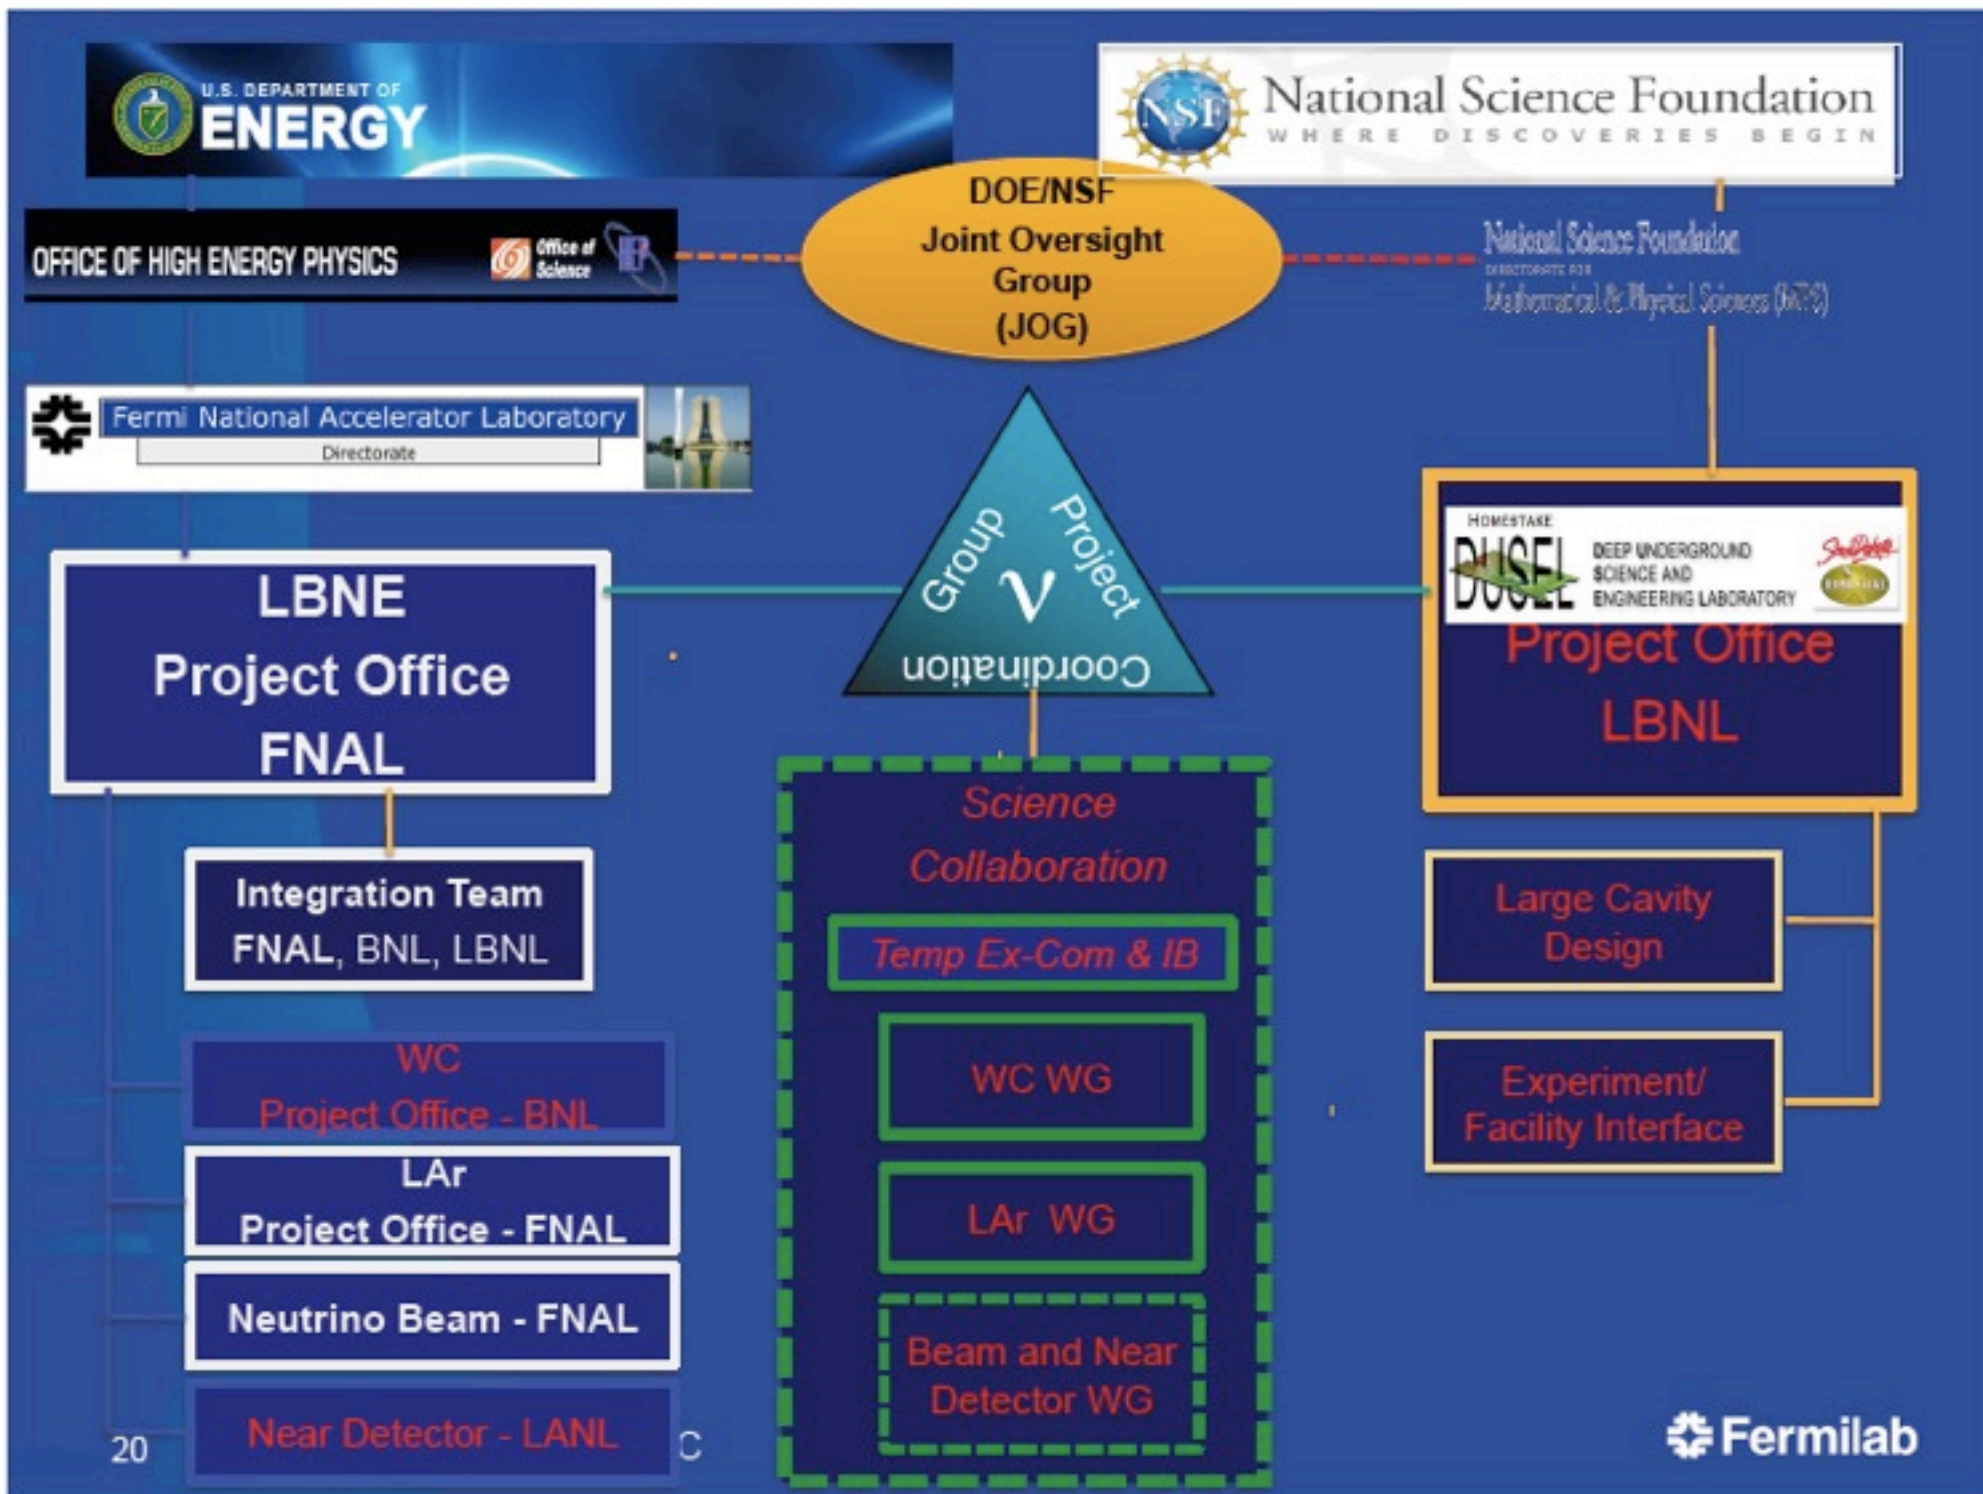 U.S. DEPARTMENT OF
ENERGY
NSF
National Science Foundation
WHERE DISCOVERIES BEGIN
OFFICE OF HIGH ENERGY PHYSICS
Office of
Science
DOE/NSF
Joint Oversight
Group
(JOG)
National Science Foundation
DIRECTORATE FOR
Mathematical & Physical Sciences (MPS)
Fermi National Accelerator Laboratory
Directorate
Group
Project
ν
Coordination
HOMESTAKE
DUSEL
DEEP UNDERGROUND
SCIENCE AND
ENGINEERING LABORATORY
Project Office
LBNL
LBNE
Project Office
FNAL
Integration Team
FNAL, BNL, LBNL
WC
Project Office - BNL
LAr
Project Office - FNAL
Neutrino Beam - FNAL
Near Detector - LANL
Science
Collaboration
Temp Ex-Com & IB
WC WG
LAr WG
Beam and Near
Detector WG
Large Cavity
Design
Experiment/
Facility Interface
20
C
Fermilab